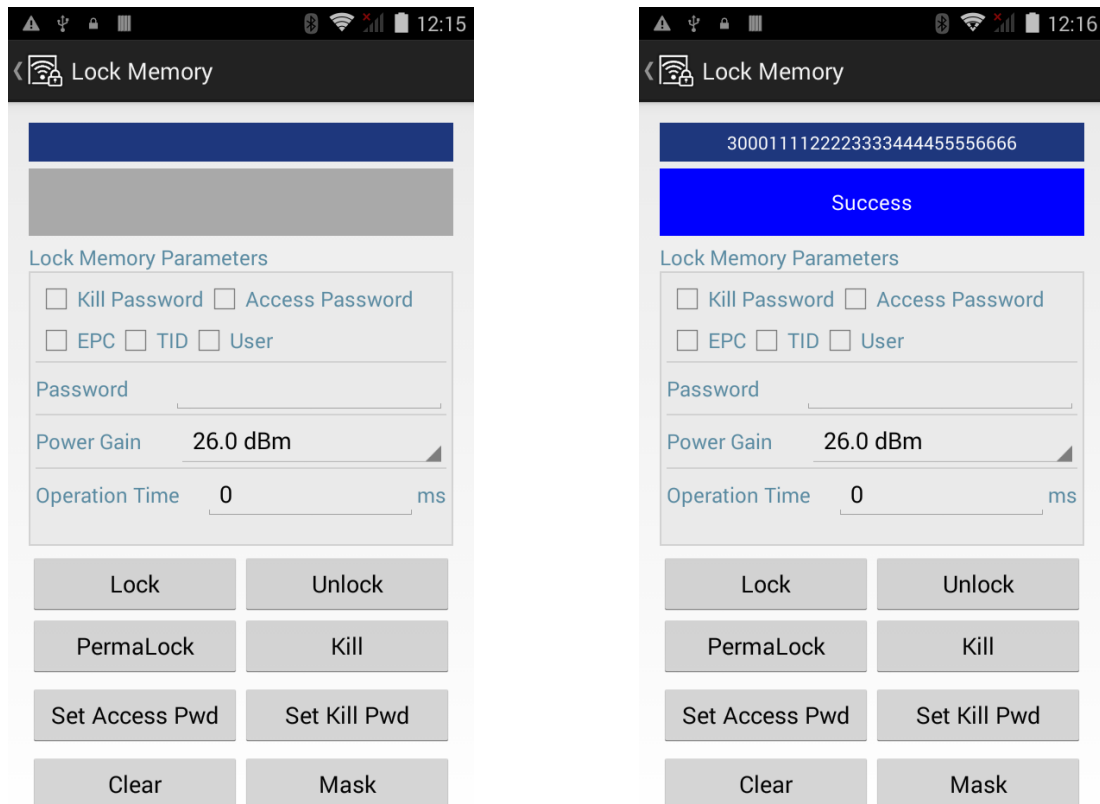 12:15
Lock Memory
Lock Memory Parameters
Kill Password Access Password
EPC TID User
Password
Power Gain 26.0 dBm
Operation Time 0 ms
Lock Unlock
PermaLock Kill
Set Access Pwd Set Kill Pwd
Clear Mask
12:16
Lock Memory
3000111122223333444455556666
Success
Lock Memory Parameters
Kill Password Access Password
EPC TID User
Password
Power Gain 26.0 dBm
Operation Time 0 ms
Lock Unlock
PermaLock Kill
Set Access Pwd Set Kill Pwd
Clear Mask